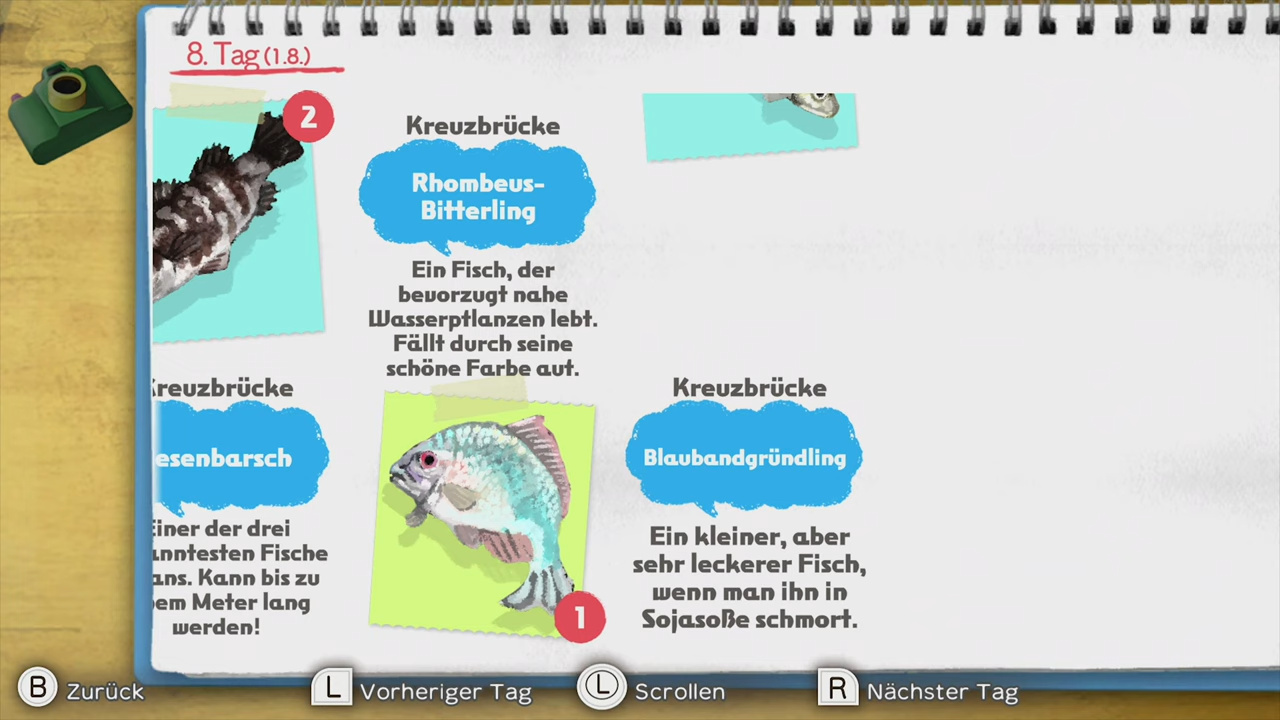 8. Tag (1.8.)
2
Kreuzbrücke
Rhombeus-
Bitterling
Ein Fisch, der
bevorzugt nahe
Wasserpflanzen lebt.
Fällt durch seine
schöne Farbe auf.
1
Kreuzbrücke
esenbarsch
Einer der drei
anntesten Fische
ans. Kann bis zu
em Meter lang
werden!
Kreuzbrücke
Blaubandgründling
Ein kleiner, aber
sehr leckerer Fisch,
wenn man ihn in
Sojasoße schmort.
B Zurück
L Vorheriger Tag
L Scrollen
R Nächster Tag